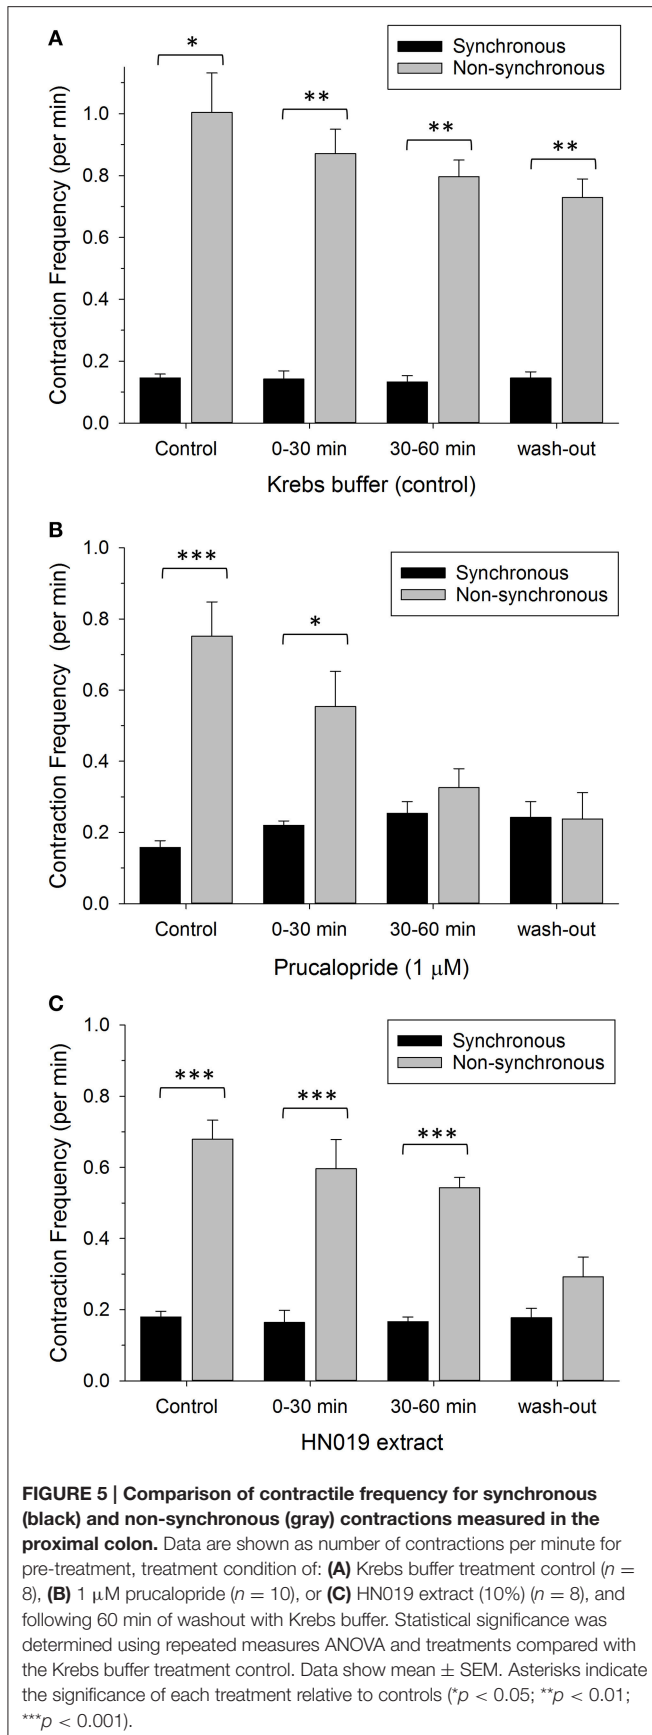 A
*
**
**
**
Synchronous
Non-synchronous
Contraction Frequency (per min)
1.0
0.8
0.6
0.4
0.2
0.0
Control 0-30 min 30-60 min wash-out
Krebs buffer (control)
B
***
*
Synchronous
Non-synchronous
Contraction Frequency (per min)
1.0
0.8
0.6
0.4
0.2
0.0
Control 0-30 min 30-60 min wash-out
Prucalopride (1 μM)
C
***
***
***
Synchronous
Non-synchronous
Contraction Frequency (per min)
1.0
0.8
0.6
0.4
0.2
0.0
Control 0-30 min 30-60 min wash-out
HN019 extract
FIGURE 5 | Comparison of contractile frequency for synchronous
(black) and non-synchronous (gray) contractions measured in the
proximal colon. Data are shown as number of contractions per minute for
pre-treatment, treatment condition of: (A) Krebs buffer treatment control (n =
8), (B) 1 μM prucalopride (n = 10), or (C) HN019 extract (10%) (n = 8), and
following 60 min of washout with Krebs buffer. Statistical significance was
determined using repeated measures ANOVA and treatments compared with
the Krebs buffer treatment control. Data show mean ± SEM. Asterisks indicate
the significance of each treatment relative to controls (*p < 0.05; **p < 0.01;
***p < 0.001).